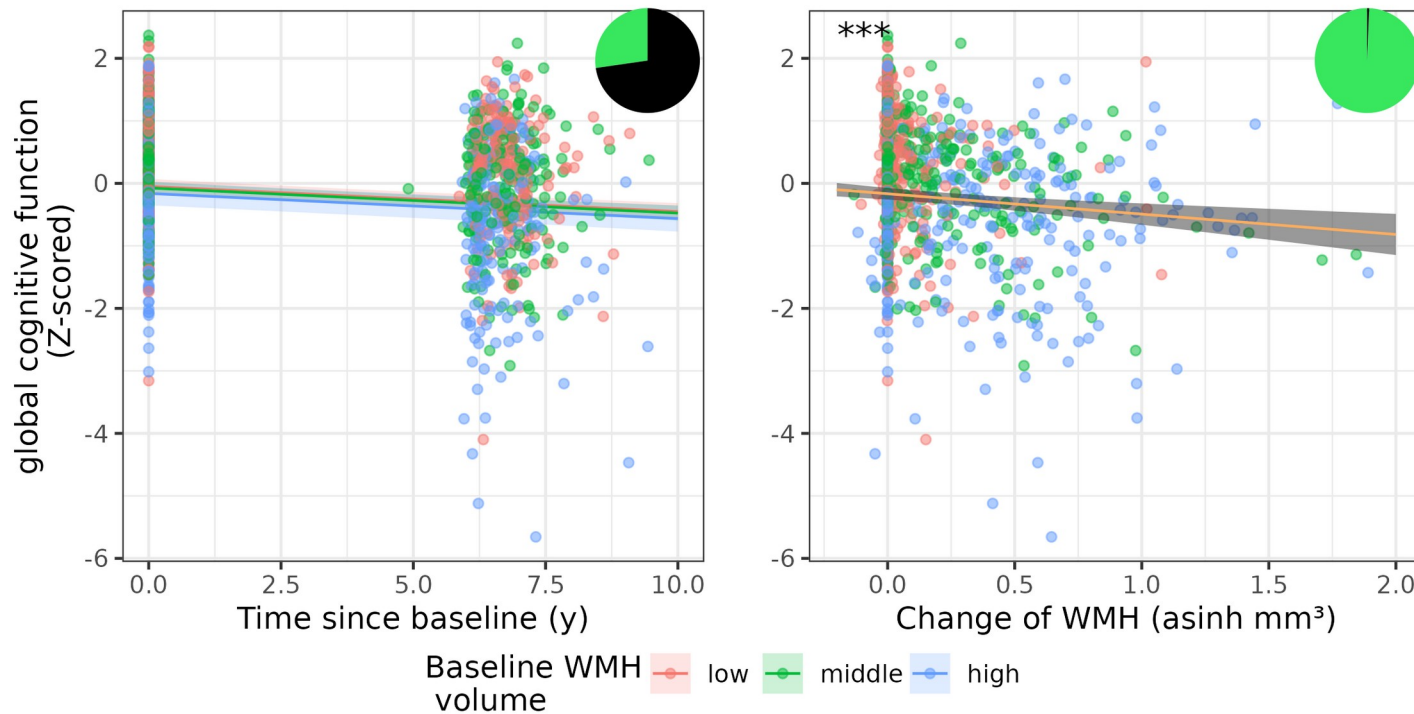 global cognitive function
(Z-scored)
2
0
-2
-4
-6
0.0 2.5 5.0 7.5 10.0
Time since baseline (y)
***
2
0
-2
-4
-6
0.0 0.5 1.0 1.5 2.0
Change of WMH (asinh mm³)
Baseline WMH
volume
low middle high